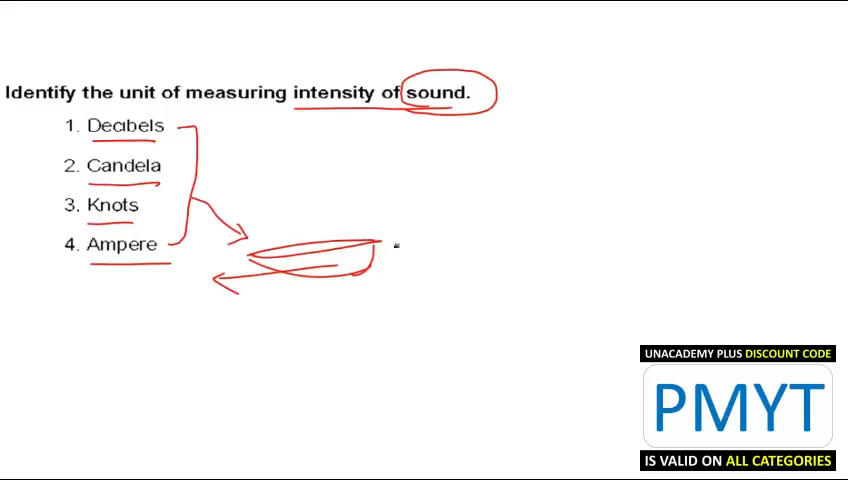 Identify the unit of measuring intensity of sound.
1. Decibels
2. Candela
3. Knots
4. Ampere
UNACADEMY PLUS DISCOUNT CODE
PMYT
IS VALID ON ALL CATEGORIES